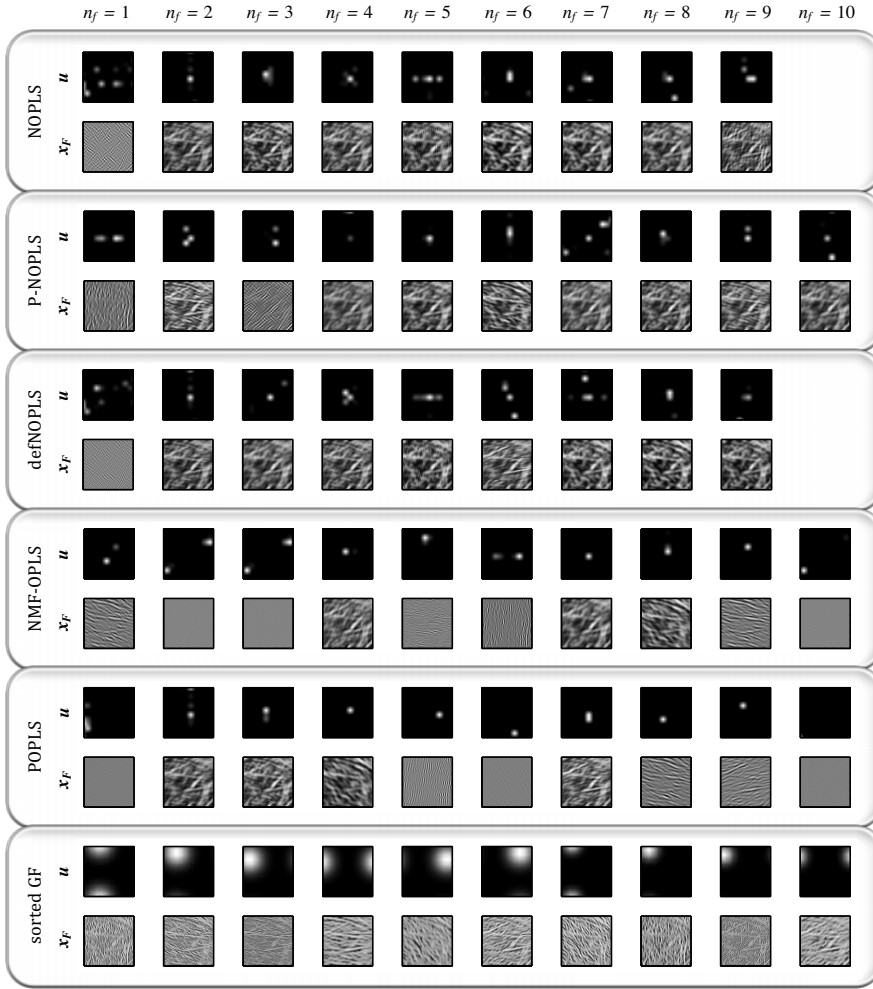 n_f = 1 n_f = 2 n_f = 3 n_f = 4 n_f = 5 n_f = 6 n_f = 7 n_f = 8 n_f = 9 n_f = 10
NOPLS
u
x_F
P-NOPLS
u
x_F
defNOPLS
u
x_F
NMF-OPLS
u
x_F
POPLS
u
x_F
sorted GF
u
x_F